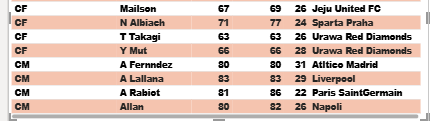 CF Mailson 67 69 26 Jeju United FC
CF N Albiach 71 77 24 Sparta Praha
CF T Takagi 63 63 26 Urawa Red Diamonds
CF Y Mut 66 66 28 Urawa Red Diamonds
CM A Fernndez 80 80 31 Atltico Madrid
CM A Lallana 83 83 29 Liverpool
CM A Rabiot 81 86 22 Paris SaintGermain
CM Allan 80 82 26 Napoli